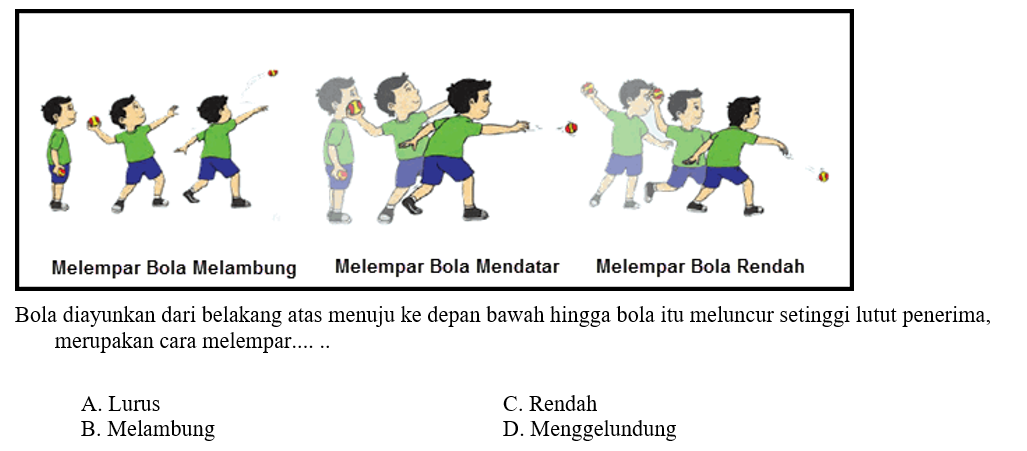 Melempar Bola Melambung Melempar Bola Mendatar Melempar Bola Rendah
Bola diayunkan dari belakang atas menuju ke depan bawah hingga bola itu meluncur setinggi lutut penerima,
merupakan cara melempar.... ..
A. Lurus C. Rendah
B. Melambung D. Menggelundung